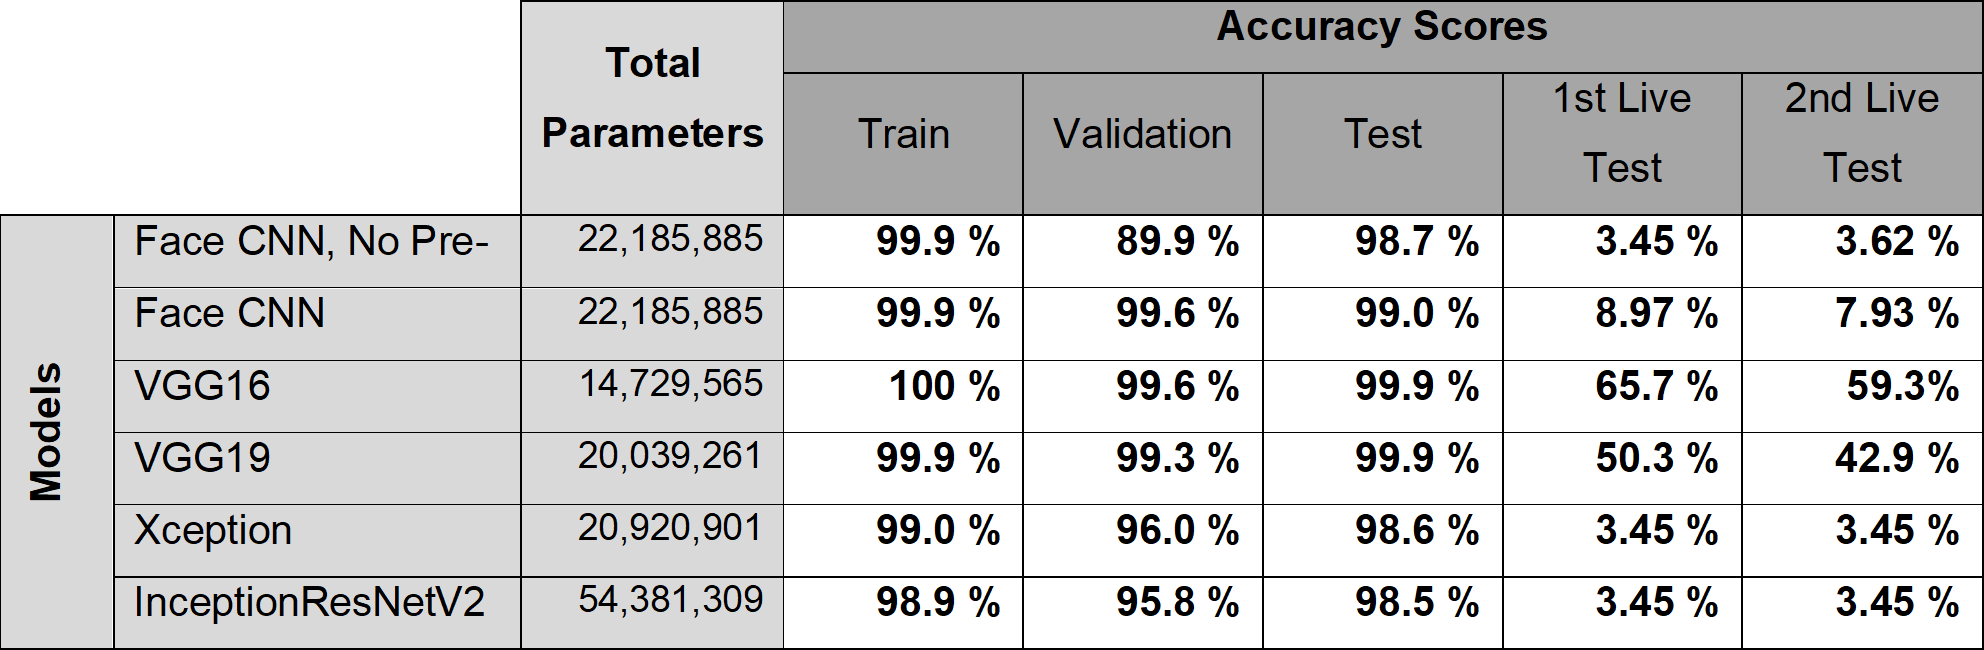 Total Parameters Accuracy Scores
Train Validation Test 1st Live Test 2nd Live Test
Models
Face CNN, No Pre- 22,185,885 99.9 % 89.9 % 98.7 % 3.45 % 3.62 %
Face CNN 22,185,885 99.9 % 99.6 % 99.0 % 8.97 % 7.93 %
VGG16 14,729,565 100 % 99.6 % 99.9 % 65.7 % 59.3%
VGG19 20,039,261 99.9 % 99.3 % 99.9 % 50.3 % 42.9 %
Xception 20,920,901 99.0 % 96.0 % 98.6 % 3.45 % 3.45 %
InceptionResNetV2 54,381,309 98.9 % 95.8 % 98.5 % 3.45 % 3.45 %